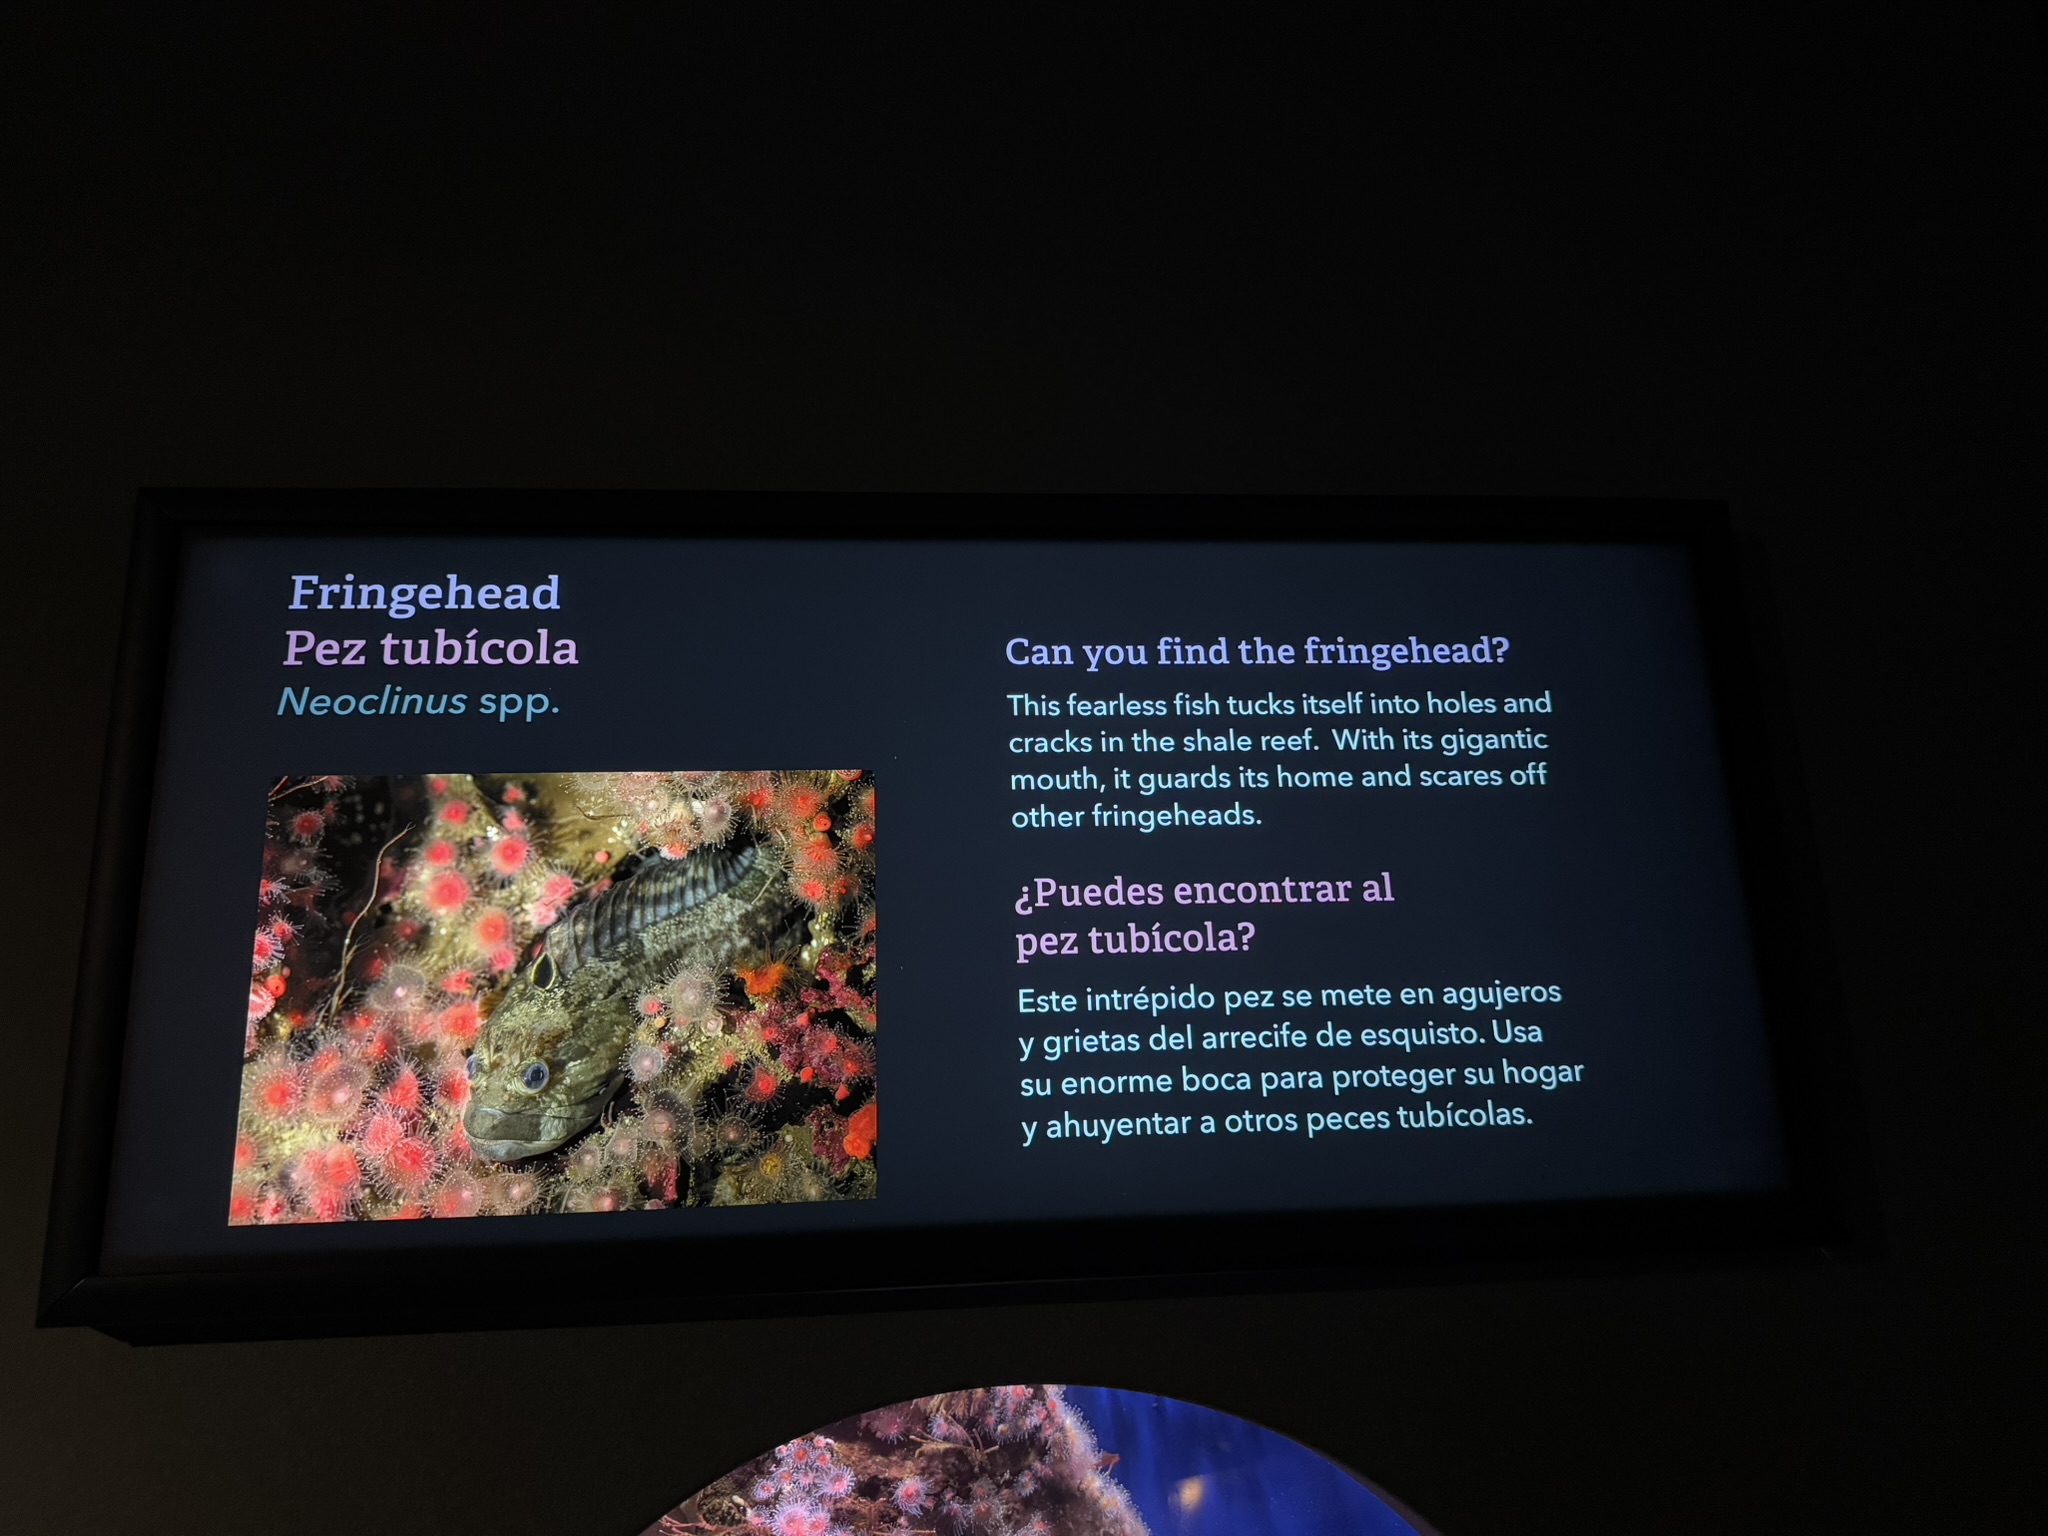 Fringehead
Pez tubícola
Neoclinus spp.
Can you find the fringehead?
This fearless fish tucks itself into holes and
cracks in the shale reef. With its gigantic
mouth, it guards its home and scares off
other fringeheads.
¿Puedes encontrar al
pez tubícola?
Este intrépido pez se mete en agujeros
y grietas del arrecife de esquisto. Usa
su enorme boca para proteger su hogar
y ahuyentar a otros peces tubícolas.